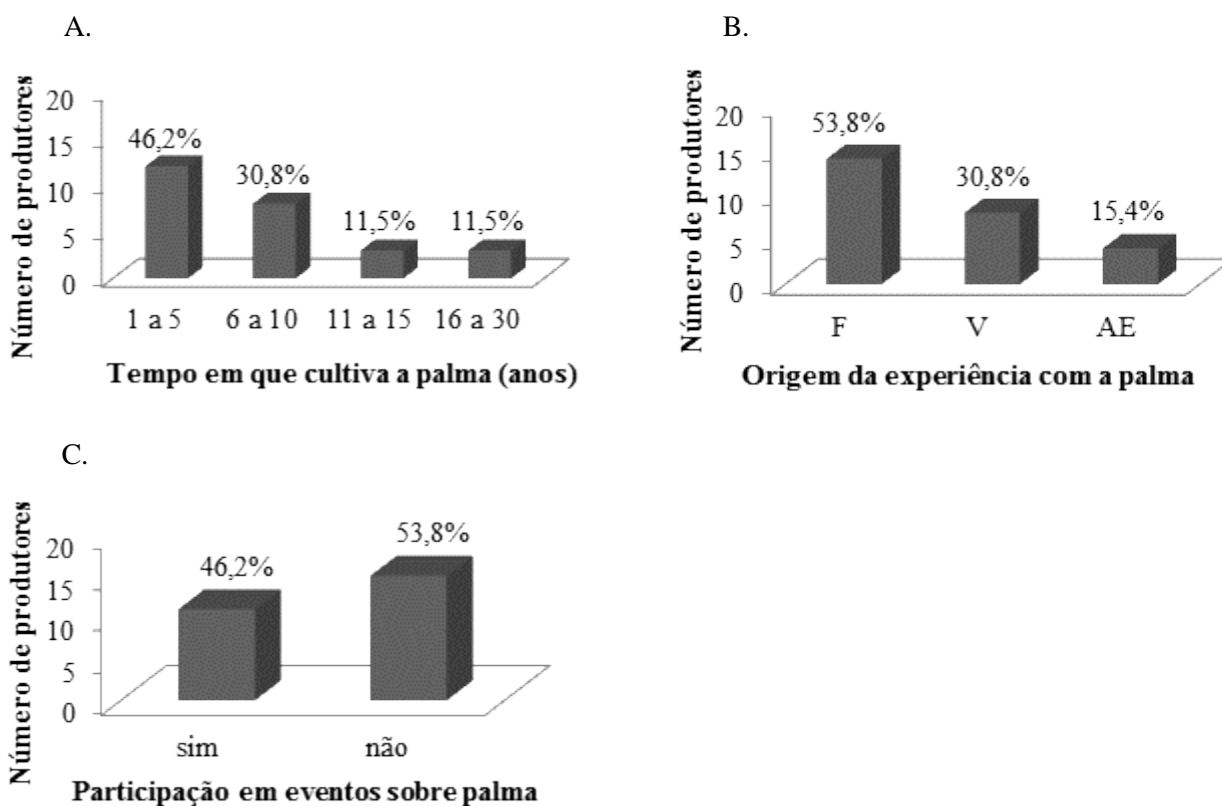 A.
Número de produtores
20
15
10
5
0
46,2%
30,8%
11,5%
11,5%
1 a 5
6 a 10
11 a 15
16 a 30
Tempo em que cultiva a palma (anos)
B.
Número de produtores
20
15
10
5
0
53,8%
30,8%
15,4%
F
V
AE
Origem da experiência com a palma
C.
Número de produtores
20
15
10
5
0
46,2%
53,8%
sim
não
Participação em eventos sobre palma